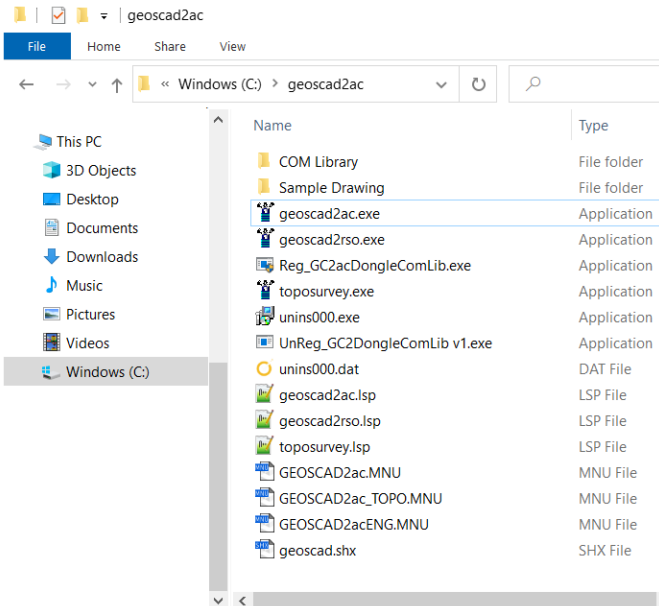 geoscad2ac
File Home Share View
« Windows (C:) > geoscad2ac
This PC
3D Objects
Desktop
Documents
Downloads
Music
Pictures
Videos
Windows (C:)
Name Type
COM Library File folder
Sample Drawing File folder
geoscad2ac.exe Application
geoscad2rso.exe Application
Reg_GC2acDongleComLib.exe Application
toposurvey.exe Application
unins000.exe Application
UnReg_GC2DongleComLib v1.exe Application
unins000.dat DAT File
geoscad2ac.lsp LSP File
geoscad2rso.lsp LSP File
toposurvey.lsp LSP File
GEOSCAD2ac.MNU MNU File
GEOSCAD2ac_TOPO.MNU MNU File
GEOSCAD2acENG.MNU MNU File
geoscad.shx SHX File